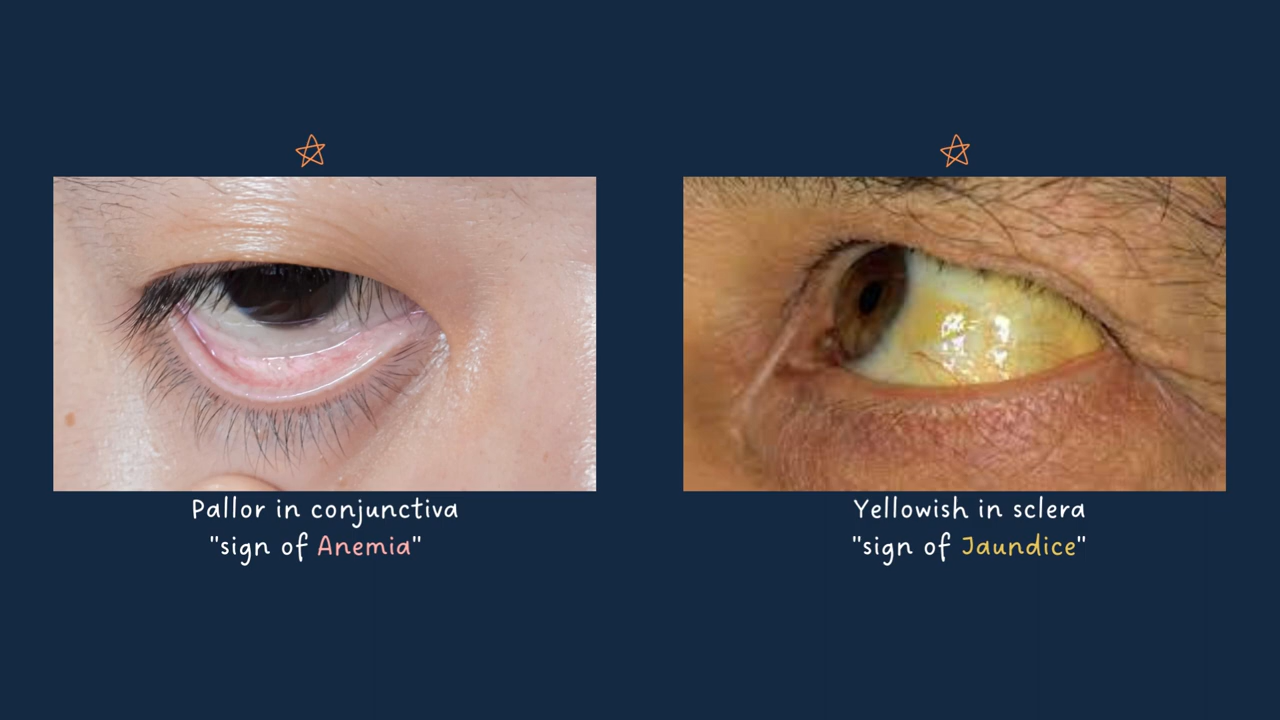 Pallor in conjunctiva
"sign of Anemia"
Yellowish in sclera
"sign of Jaundice"